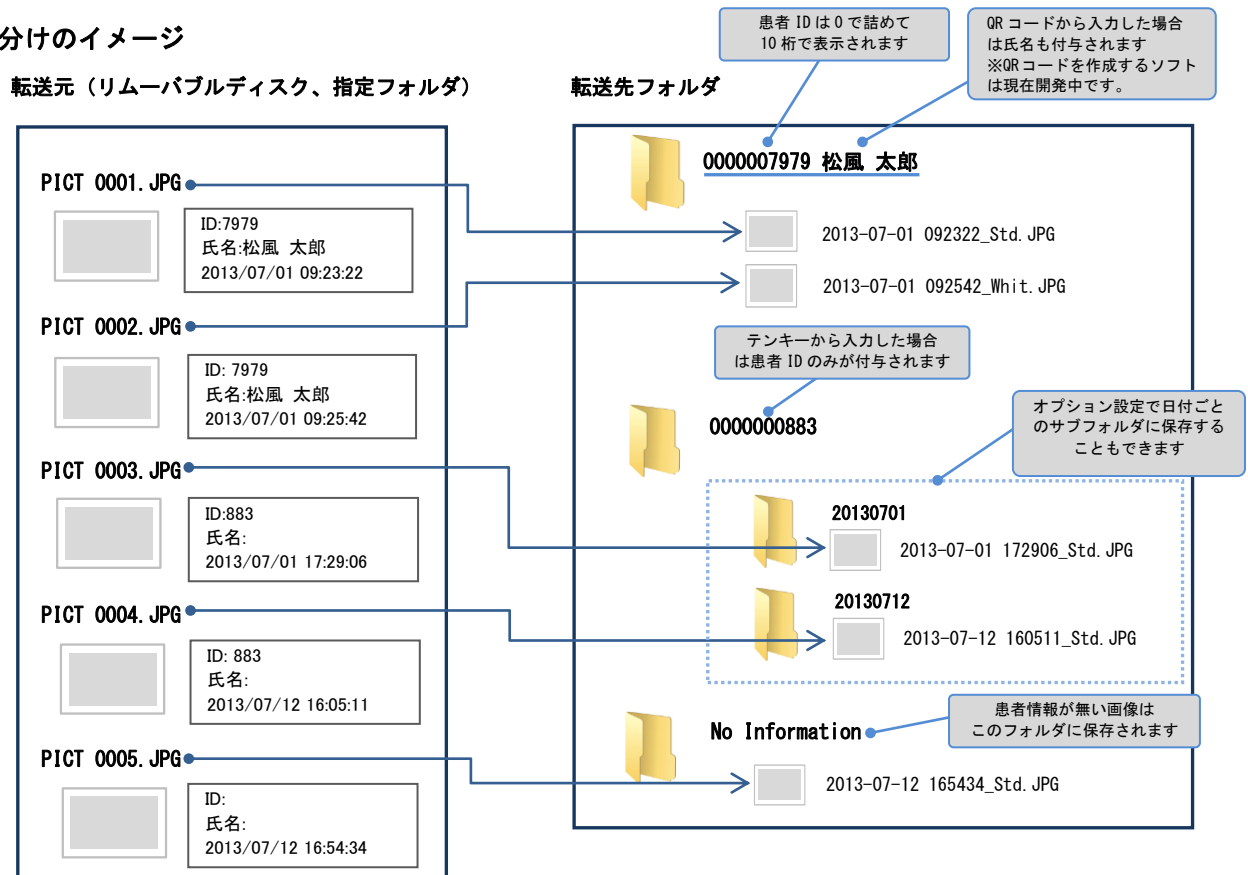 分けのイメージ
転送元（リムーバブルディスク、指定フォルダ）
PICT 0001.JPG
ID:7979
氏名:松風 太郎
2013/07/01 09:23:22
PICT 0002.JPG
ID: 7979
氏名:松風 太郎
2013/07/01 09:25:42
PICT 0003.JPG
ID:883
氏名:
2013/07/01 17:29:06
PICT 0004.JPG
ID: 883
氏名:
2013/07/12 16:05:11
PICT 0005.JPG
ID:
氏名:
2013/07/12 16:54:34
転送先フォルダ
患者 ID は 0 で詰めて
10 桁で表示されます
QR コードから入力した場合
は氏名も付与されます
※QR コードを作成するソフト
は現在開発中です。
0000007979 松風 太郎
2013-07-01 092322_Std.JPG
2013-07-01 092542_Whit.JPG
テンキーから入力した場合
は患者 ID のみが付与されます
0000000883
オプション設定で日付ごと
のサブフォルダに保存する
こともできます
20130701
2013-07-01 172906_Std.JPG
20130712
2013-07-12 160511_Std.JPG
No Information
患者情報が無い画像は
このフォルダに保存されます
2013-07-12 165434_Std.JPG